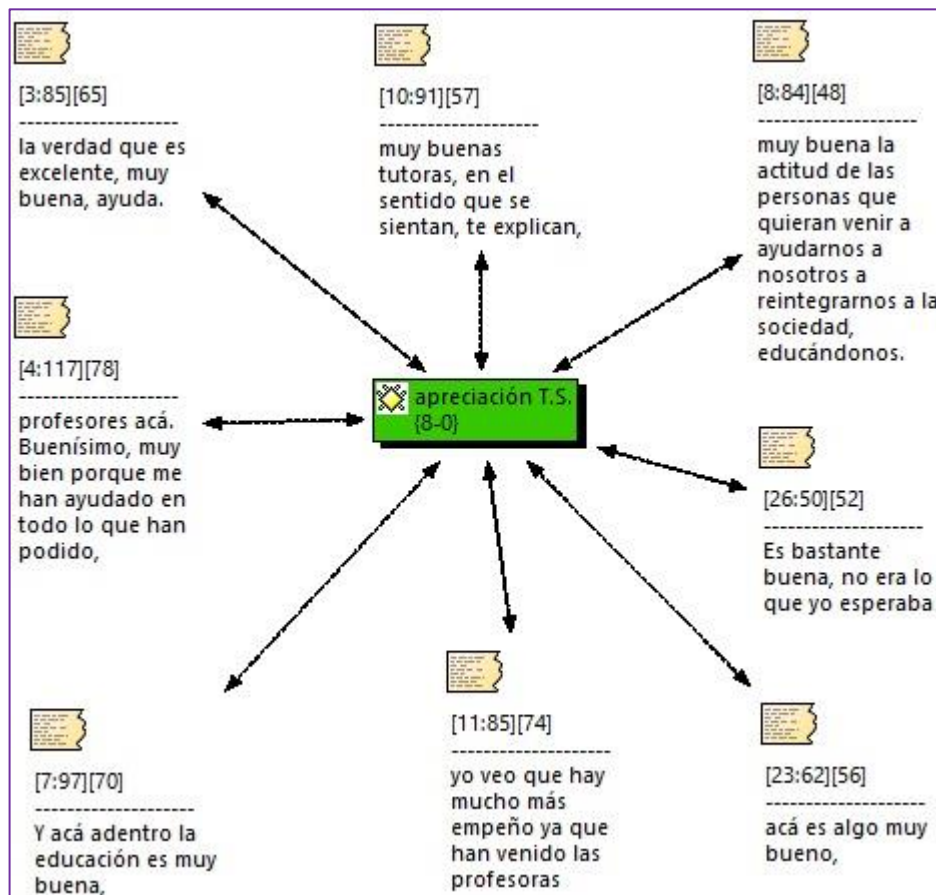 [3:85][65]
--------------------
la verdad que es
excelente, muy
buena, ayuda.
[10:91][57]
--------------------
muy buenas
tutoras, en el
sentido que se
sientan, te explican,
[8:84][48]
--------------------
muy buena la
actitud de las
personas que
quieran venir a
ayudarnos a
nosotros a
reintegrarnos a la
sociedad,
educándonos.
[4:117][78]
--------------------
profesores acá.
Buenísimo, muy
bien porque me
han ayudado en
todo lo que han
podido,
apreciación T.S.
{8-0}
[26:50][52]
--------------------
Es bastante
buena, no era lo
que yo esperaba
[7:97][70]
--------------------
Y acá adentro la
educación es muy
buena,
[11:85][74]
--------------------
yo veo que hay
mucho más
empeño ya que
han venido las
profesoras
[23:62][56]
--------------------
acá es algo muy
bueno,